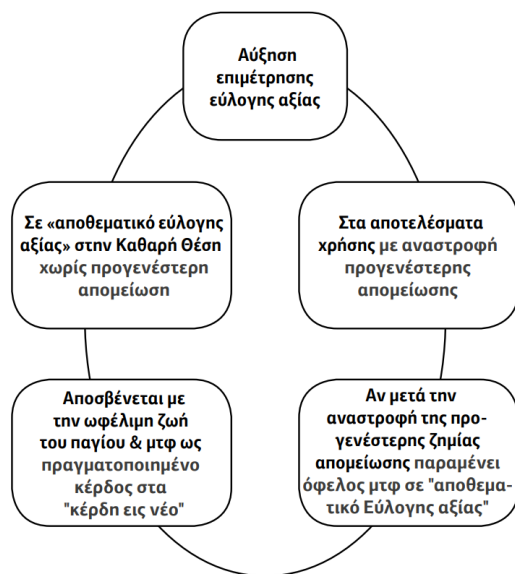 Αύξηση
επιμέτρησης
εύλογης αξίας
Σε «αποθεματικό εύλογης
αξίας» στην Καθαρή Θέση
χωρίς προγενέστερη
απομείωση
Στα αποτελέσματα
χρήσης με αναστροφή
προγενέστερης
απομείωσης
Αποσβένεται με
την ωφέλιμη ζωή
του παγίου & μτφ ως
πραγματοποιημένο
κέρδος στα
"κέρδη εις νέο"
Αν μετά την
αναστροφή της προ-
γενέστερης ζημίας
απομείωσης παραμένει
όφελος μτφ σε "αποθεμα-
τικό Εύλογης αξίας"